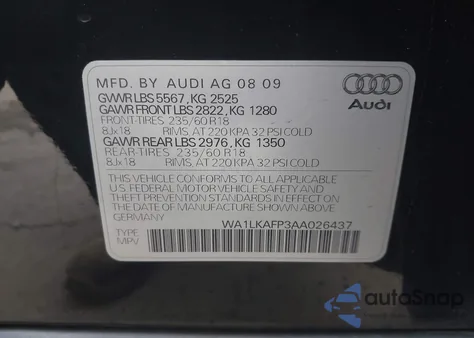 MFD. BY AUDI AG 08 09
GVWR LBS 5567, KG 2525
GAWR FRONT LBS 2822, KG 1280
FRONT-TIRES 235/60 R18
8Jx18 RIMS, AT 220 KPA 32 PSI COLD
GAWR REAR LBS 2976, KG 1350
REAR-TIRES 235/60 R18
8Jx18 RIMS, AT 220 KPA 32 PSI COLD
Audi
THIS VEHICLE CONFORMS TO ALL APPLICABLE
U.S. FEDERAL MOTOR VEHICLE SAFETY AND
THEFT PREVENTION STANDARDS IN EFFECT ON
THE DATE OF MANUFACTURE SHOWN ABOVE.
GERMANY
WA1LKAFP3AA026437
TYPE
MPV
autoSnap